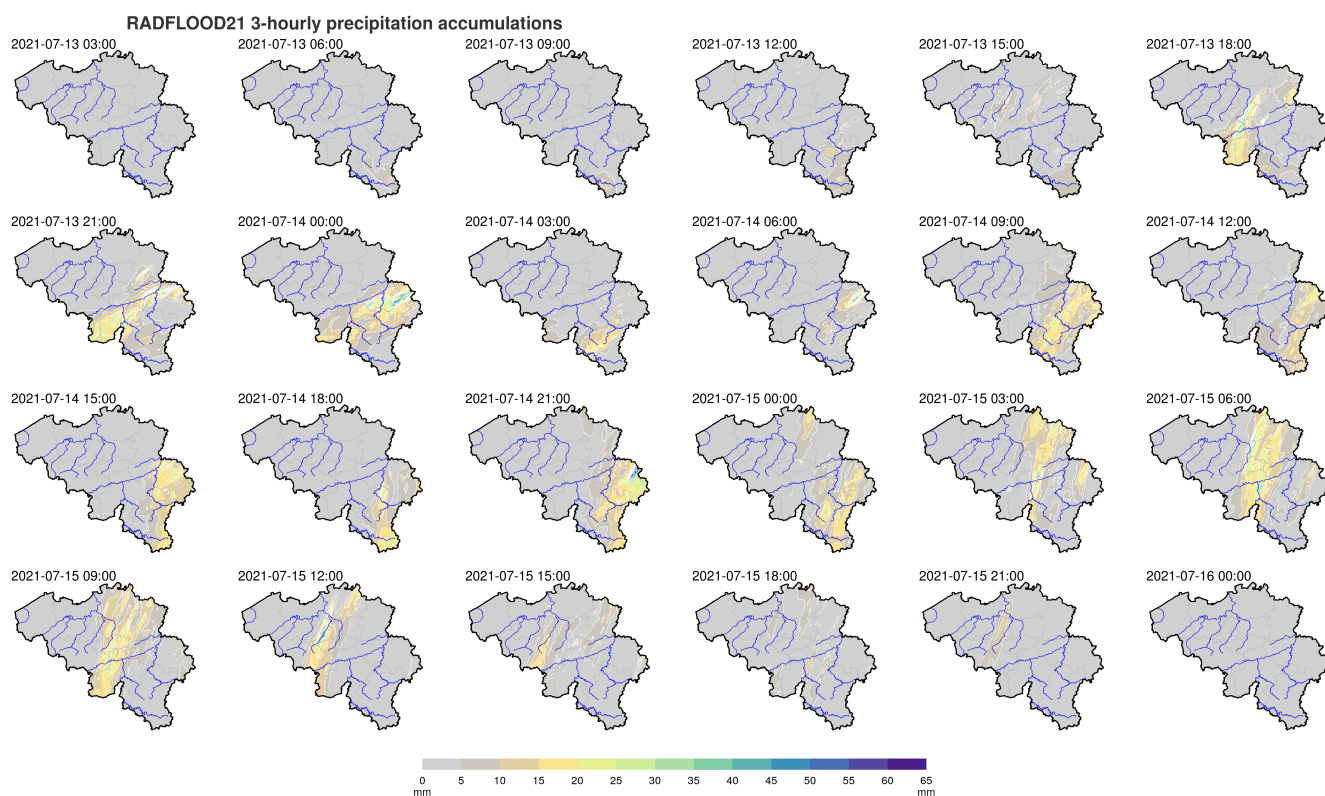 RADFLOOD21 3-hourly precipitation accumulations
2021-07-13 03:00 2021-07-13 06:00 2021-07-13 09:00 2021-07-13 12:00 2021-07-13 15:00 2021-07-13 18:00
2021-07-13 21:00 2021-07-14 00:00 2021-07-14 03:00 2021-07-14 06:00 2021-07-14 09:00 2021-07-14 12:00
2021-07-14 15:00 2021-07-14 18:00 2021-07-14 21:00 2021-07-15 00:00 2021-07-15 03:00 2021-07-15 06:00
2021-07-15 09:00 2021-07-15 12:00 2021-07-15 15:00 2021-07-15 18:00 2021-07-15 21:00 2021-07-16 00:00
0 5 10 15 20 25 30 35 40 45 50 55 60 65
mm mm